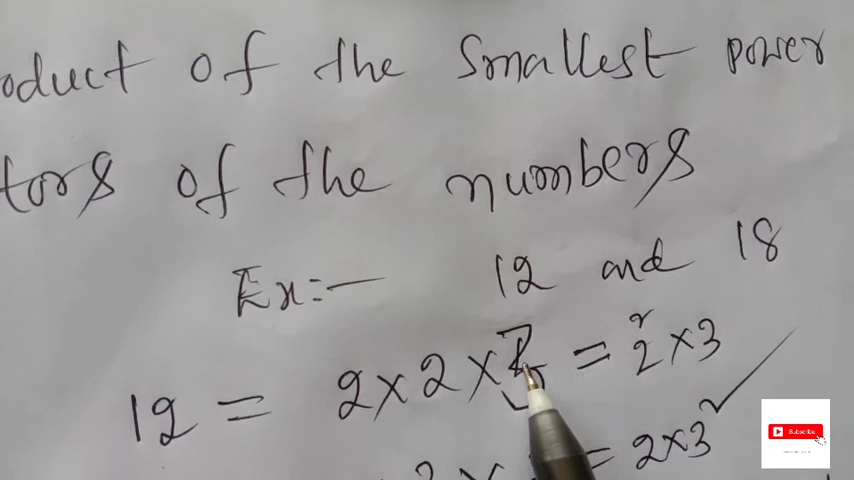 oduct of the smallest power
tors of the numbers
Ex:— 12 and 18
12 = 2×2× = 2²×3
= 2×3²
Subscribe